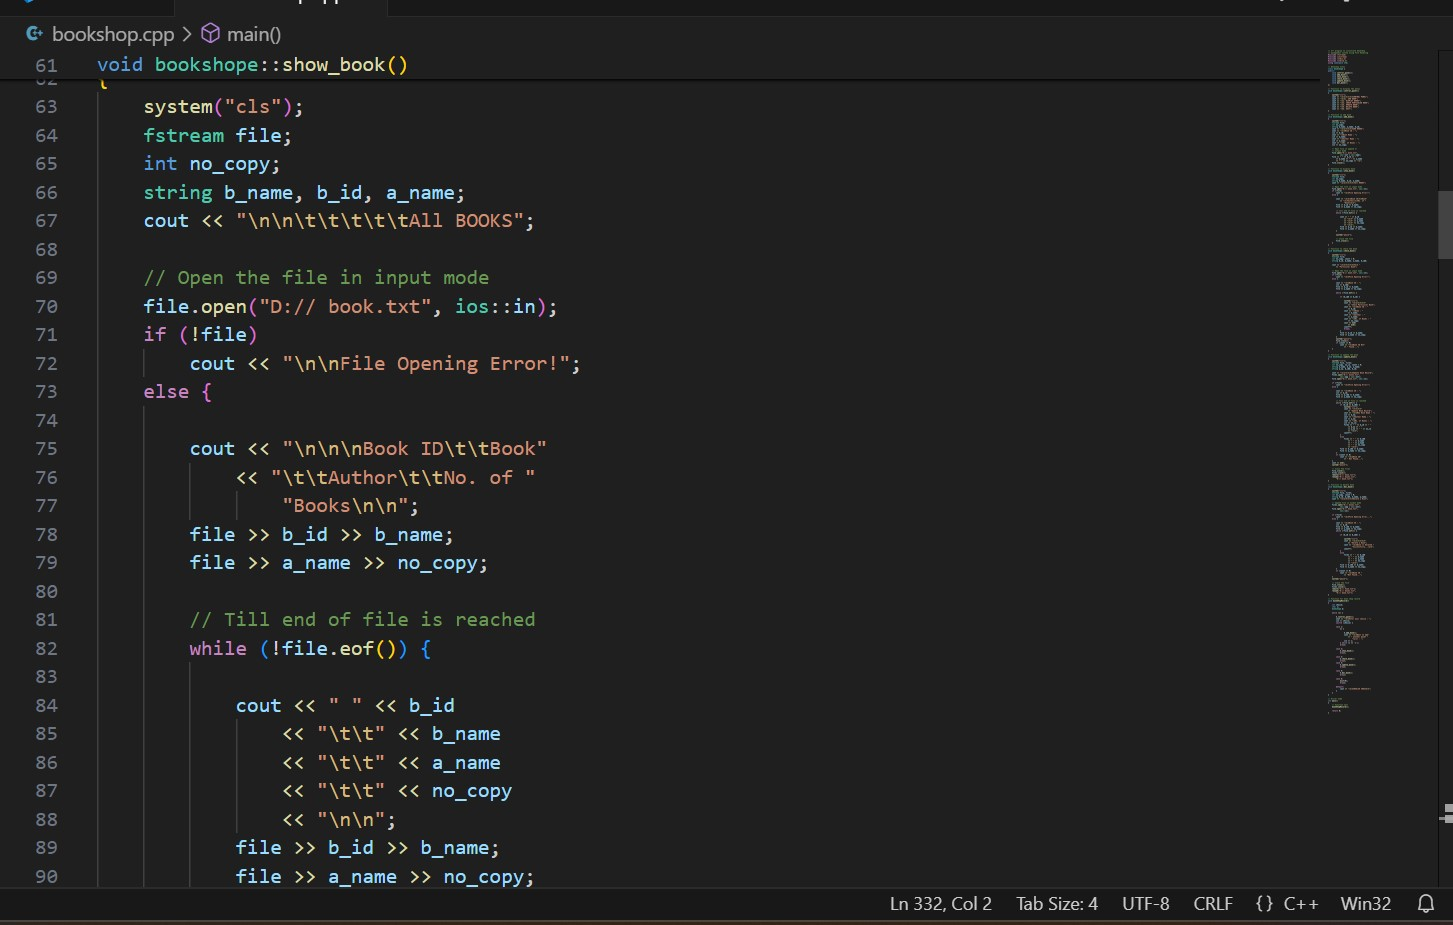 bookshop.cpp > main()
61 void bookshope::show_book()
62 {
63 system("cls");
64 fstream file;
65 int no_copy;
66 string b_name, b_id, a_name;
67 cout << "\n\n\t\t\t\t\tAll BOOKS";
68
69 // Open the file in input mode
70 file.open("D:// book.txt", ios::in);
71 if (!file)
72 cout << "\n\nFile Opening Error!";
73 else {
74
75 cout << "\n\n\nBook ID\t\tBook"
76 << "\t\tAuthor\t\tNo. of "
77 "Books\n\n";
78 file >> b_id >> b_name;
79 file >> a_name >> no_copy;
80
81 // Till end of file is reached
82 while (!file.eof()) {
83
84 cout << " " << b_id
85 << "\t\t" << b_name
86 << "\t\t" << a_name
87 << "\t\t" << no_copy
88 << "\n\n";
89 file >> b_id >> b_name;
90 file >> a_name >> no_copy;
Ln 332, Col 2 Tab Size: 4 UTF-8 CRLF {} C++ Win32